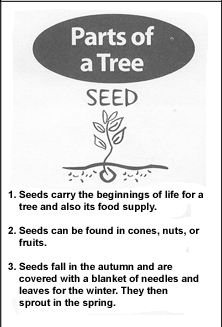 Parts of
a Tree
SEED
1. Seeds carry the beginnings of life for a
tree and also its food supply.
2. Seeds can be found in cones, nuts, or
fruits.
3. Seeds fall in the autumn and are
covered with a blanket of needles and
leaves for the winter. They then
sprout in the spring.